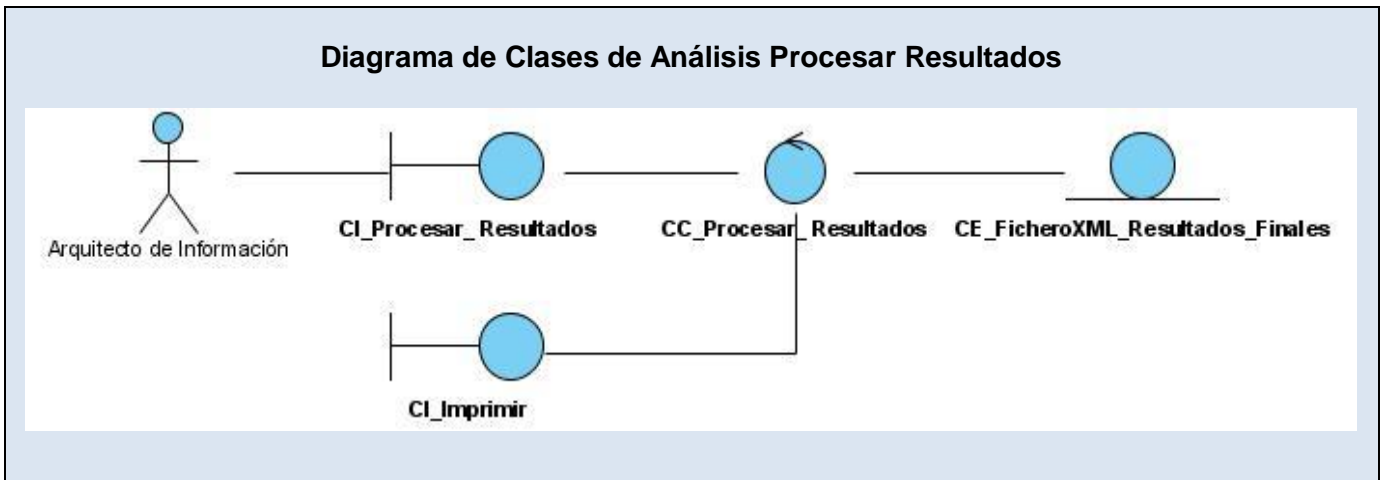 Diagrama de Clases de Análisis Procesar Resultados
Arquitecto de Información
CI_Procesar_ Resultados
CC_Procesar_ Resultados
CE_FicheroXML_Resultados_Finales
CI_Imprimir